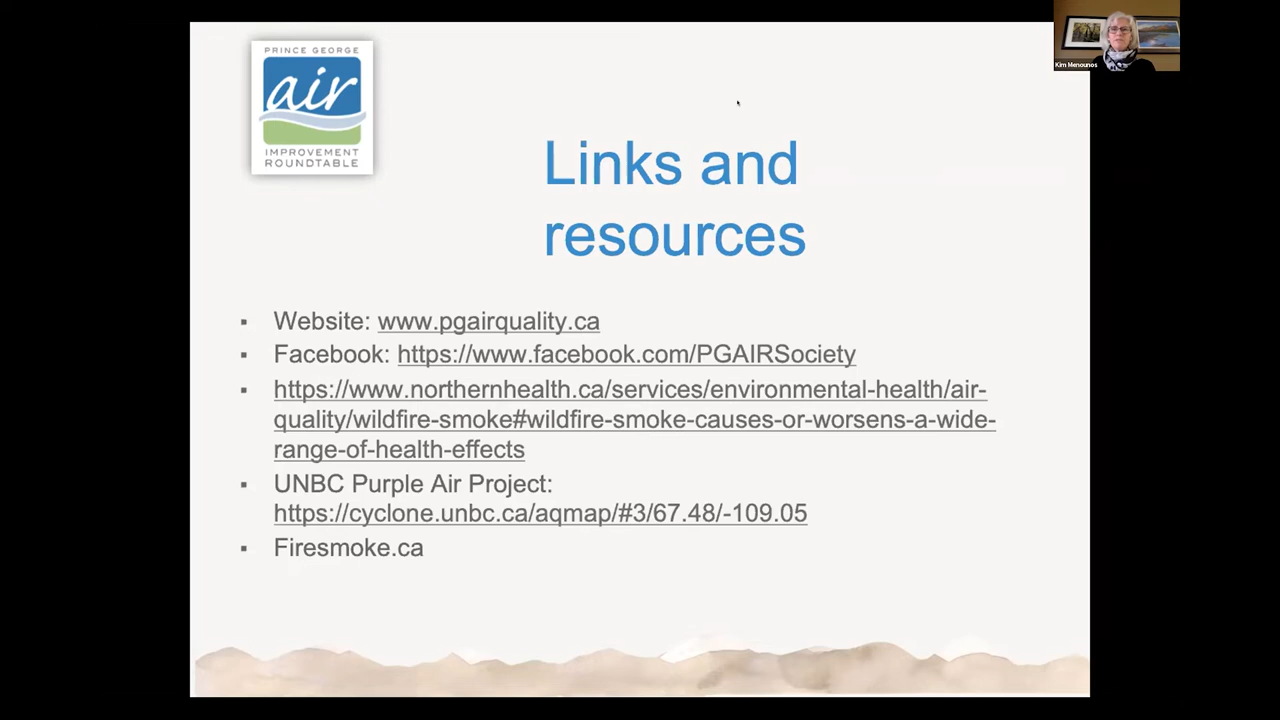 PRINCE GEORGE
air
IMPROVEMENT
ROUNDTABLE
Kim Menounos
Links and
resources
▪ Website: www.pgairquality.ca
▪ Facebook: https://www.facebook.com/PGAIRSociety
▪ https://www.northernhealth.ca/services/environmental-health/air-
quality/wildfire-smoke#wildfire-smoke-causes-or-worsens-a-wide-
range-of-health-effects
▪ UNBC Purple Air Project:
https://cyclone.unbc.ca/aqmap/#3/67.48/-109.05
▪ Firesmoke.ca